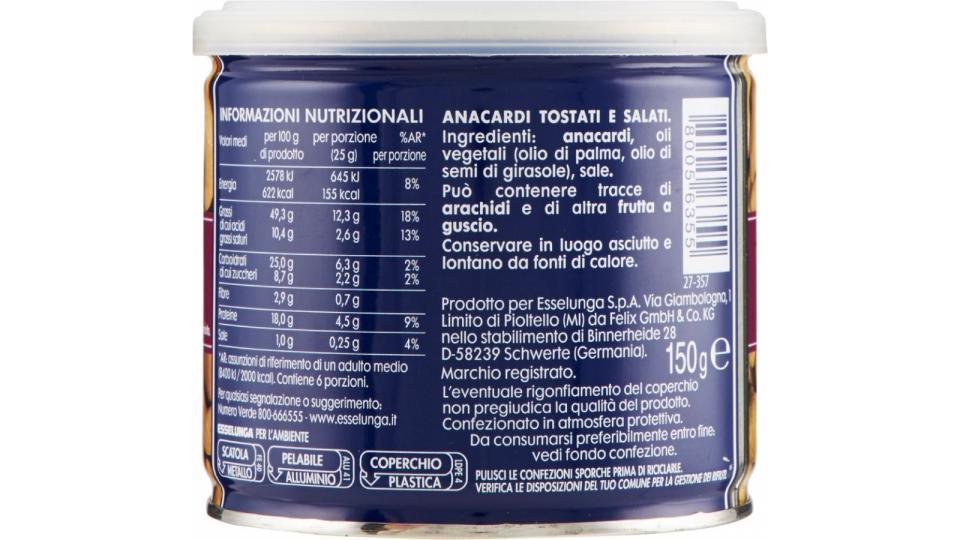 INFORMAZIONI NUTRIZIONALI
Valori medi per 100 g di prodotto per porzione (25 g) %AR* per porzione
Energia 2578 kJ 645 kJ 8%
622 kcal 155 kcal
Grassi 49,3 g 12,3 g 18%
di cui acidi grassi saturi 10,4 g 2,6 g 13%
Carboidrati 25,0 g 6,3 g 2%
di cui zuccheri 8,7 g 2,2 g 2%
Fibre 2,9 g 0,7 g
Proteine 18,0 g 4,5 g 9%
Sale 1,0 g 0,25 g 4%
*AR: assunzioni di riferimento di un adulto medio
(8400 kJ / 2000 kcal). Contiene 6 porzioni.
Per qualsiasi segnalazione o suggerimento:
Numero Verde 800-666555 - www.esselunga.it
ESSELUNGA PER L'AMBIENTE
SCATOLA METALLO FE 40
PELABILE ALLUMINIO ALU 41
COPERCHIO PLASTICA LDPE 4
ANACARDI TOSTATI E SALATI.
Ingredienti: anacardi, oli
vegetali (olio di palma, olio di
semi di girasole), sale.
Può contenere tracce di
arachidi e di altra frutta a
guscio.
Conservare in luogo asciutto e
lontano da fonti di calore.
8005 6355
27-357
Prodotto per Esselunga S.p.A. Via Giambologna, 1
Limito di Pioltello (MI) da Felix GmbH & Co. KG
nello stabilimento di Binnerheide 28
D-58239 Schwerte (Germania).
150 g e
Marchio registrato.
L'eventuale rigonfiamento del coperchio
non pregiudica la qualità del prodotto.
Confezionato in atmosfera protettiva.
Da consumarsi preferibilmente entro fine:
vedi fondo confezione.
PULISCI LE CONFEZIONI SPORCHE PRIMA DI RICICLARLE.
VERIFICA LE DISPOSIZIONI DEL TUO COMUNE PER LA GESTIONE DEI RIFIUTI.